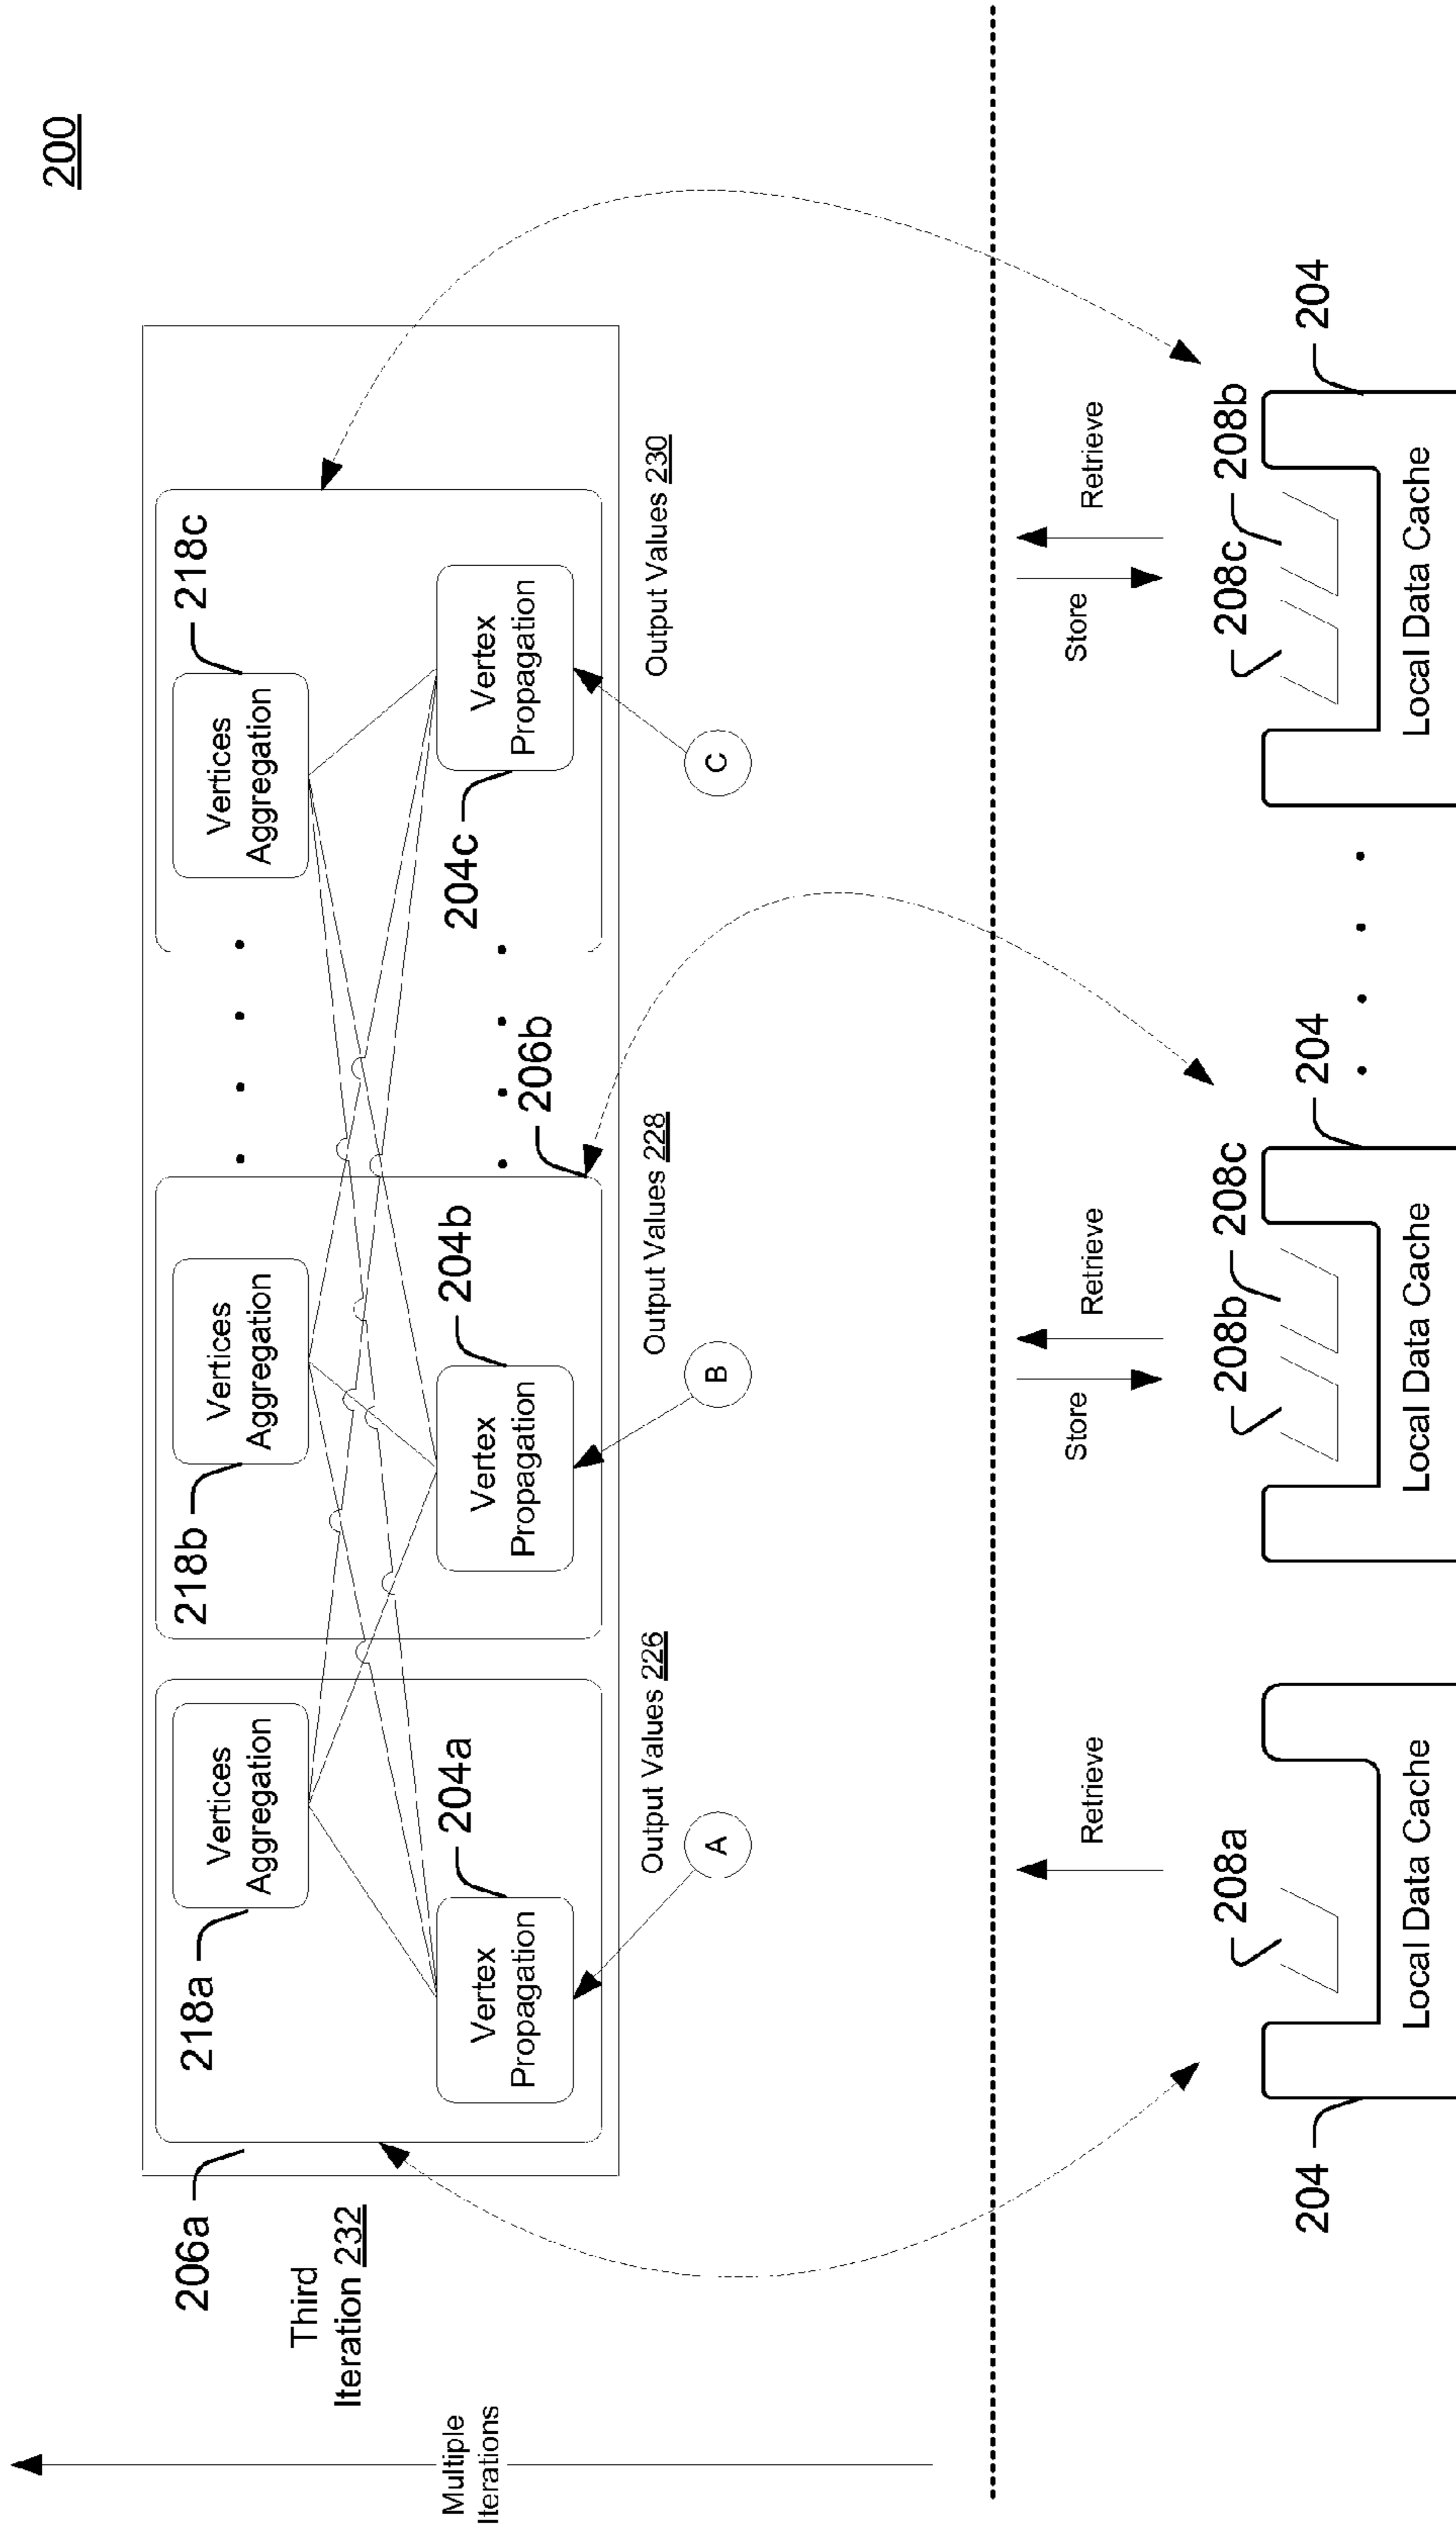 200
206a
218a
Vertices
Aggregation
218b
Vertices
Aggregation
218c
Vertices
Aggregation
Third
Iteration 232
Multiple
Iterations
Vertex
Propagation
204a
Vertex
Propagation
204b
206b
204c
Vertex
Propagation
Output Values 226
Output Values 228
Output Values 230
A
B
C
Retrieve
Store
Retrieve
Store
Retrieve
208a
208b
208c
208c
208b
204
204
204
Local Data Cache
Local Data Cache
Local Data Cache